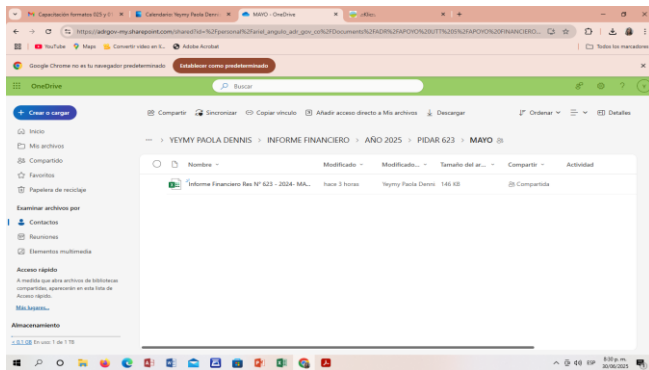 Capacitación formatos 023 y
Calendario: Yeymy Paola Denni
MAYO - OneDrive
https://adrgov-my.sharepoint.com/shared?id=%2Fpersonal%2Fariel_angulo_adr_gov_co%2FDocuments%2FADR%2FAPOYO%20UTT%205%2FAPOYO%20FINANCIERO...
YouTube
Maps
Convertir video en lí...
Adobe Acrobat
Todos los marcadores
Google Chrome no es tu navegador predeterminado
Establecer como predeterminado
OneDrive
Buscar
+ Crear o cargar
Compartir
Sincronizar
Copiar vínculo
Añadir acceso directo a Mis archivos
Descargar
Ordenar
Detalles
Inicio
Mis archivos
Compartido
Favoritos
Papelera de reciclaje
··· > YEYMY PAOLA DENNIS > INFORME FINANCIERO > AÑO 2025 > PIDAR 623 > MAYO
Nombre
Modificado
Modificado...
Tamaño del ar...
Compartir
Actividad
Informe Financiero Res N° 623 - 2024- MA...
hace 3 horas
Yeymy Paola Denni
146 KB
Compartida
Examinar archivos por
Contactos
Reuniones
Elementos multimedia
Acceso rápido
A medida que abra archivos de bibliotecas
compartidas, aparecerán en esta lista de
Acceso rápido.
Más lugares...
Almacenamiento
< 0.1 GB En uso: 1 de 1 TB
ESP
8:30 p. m.
30/06/2025